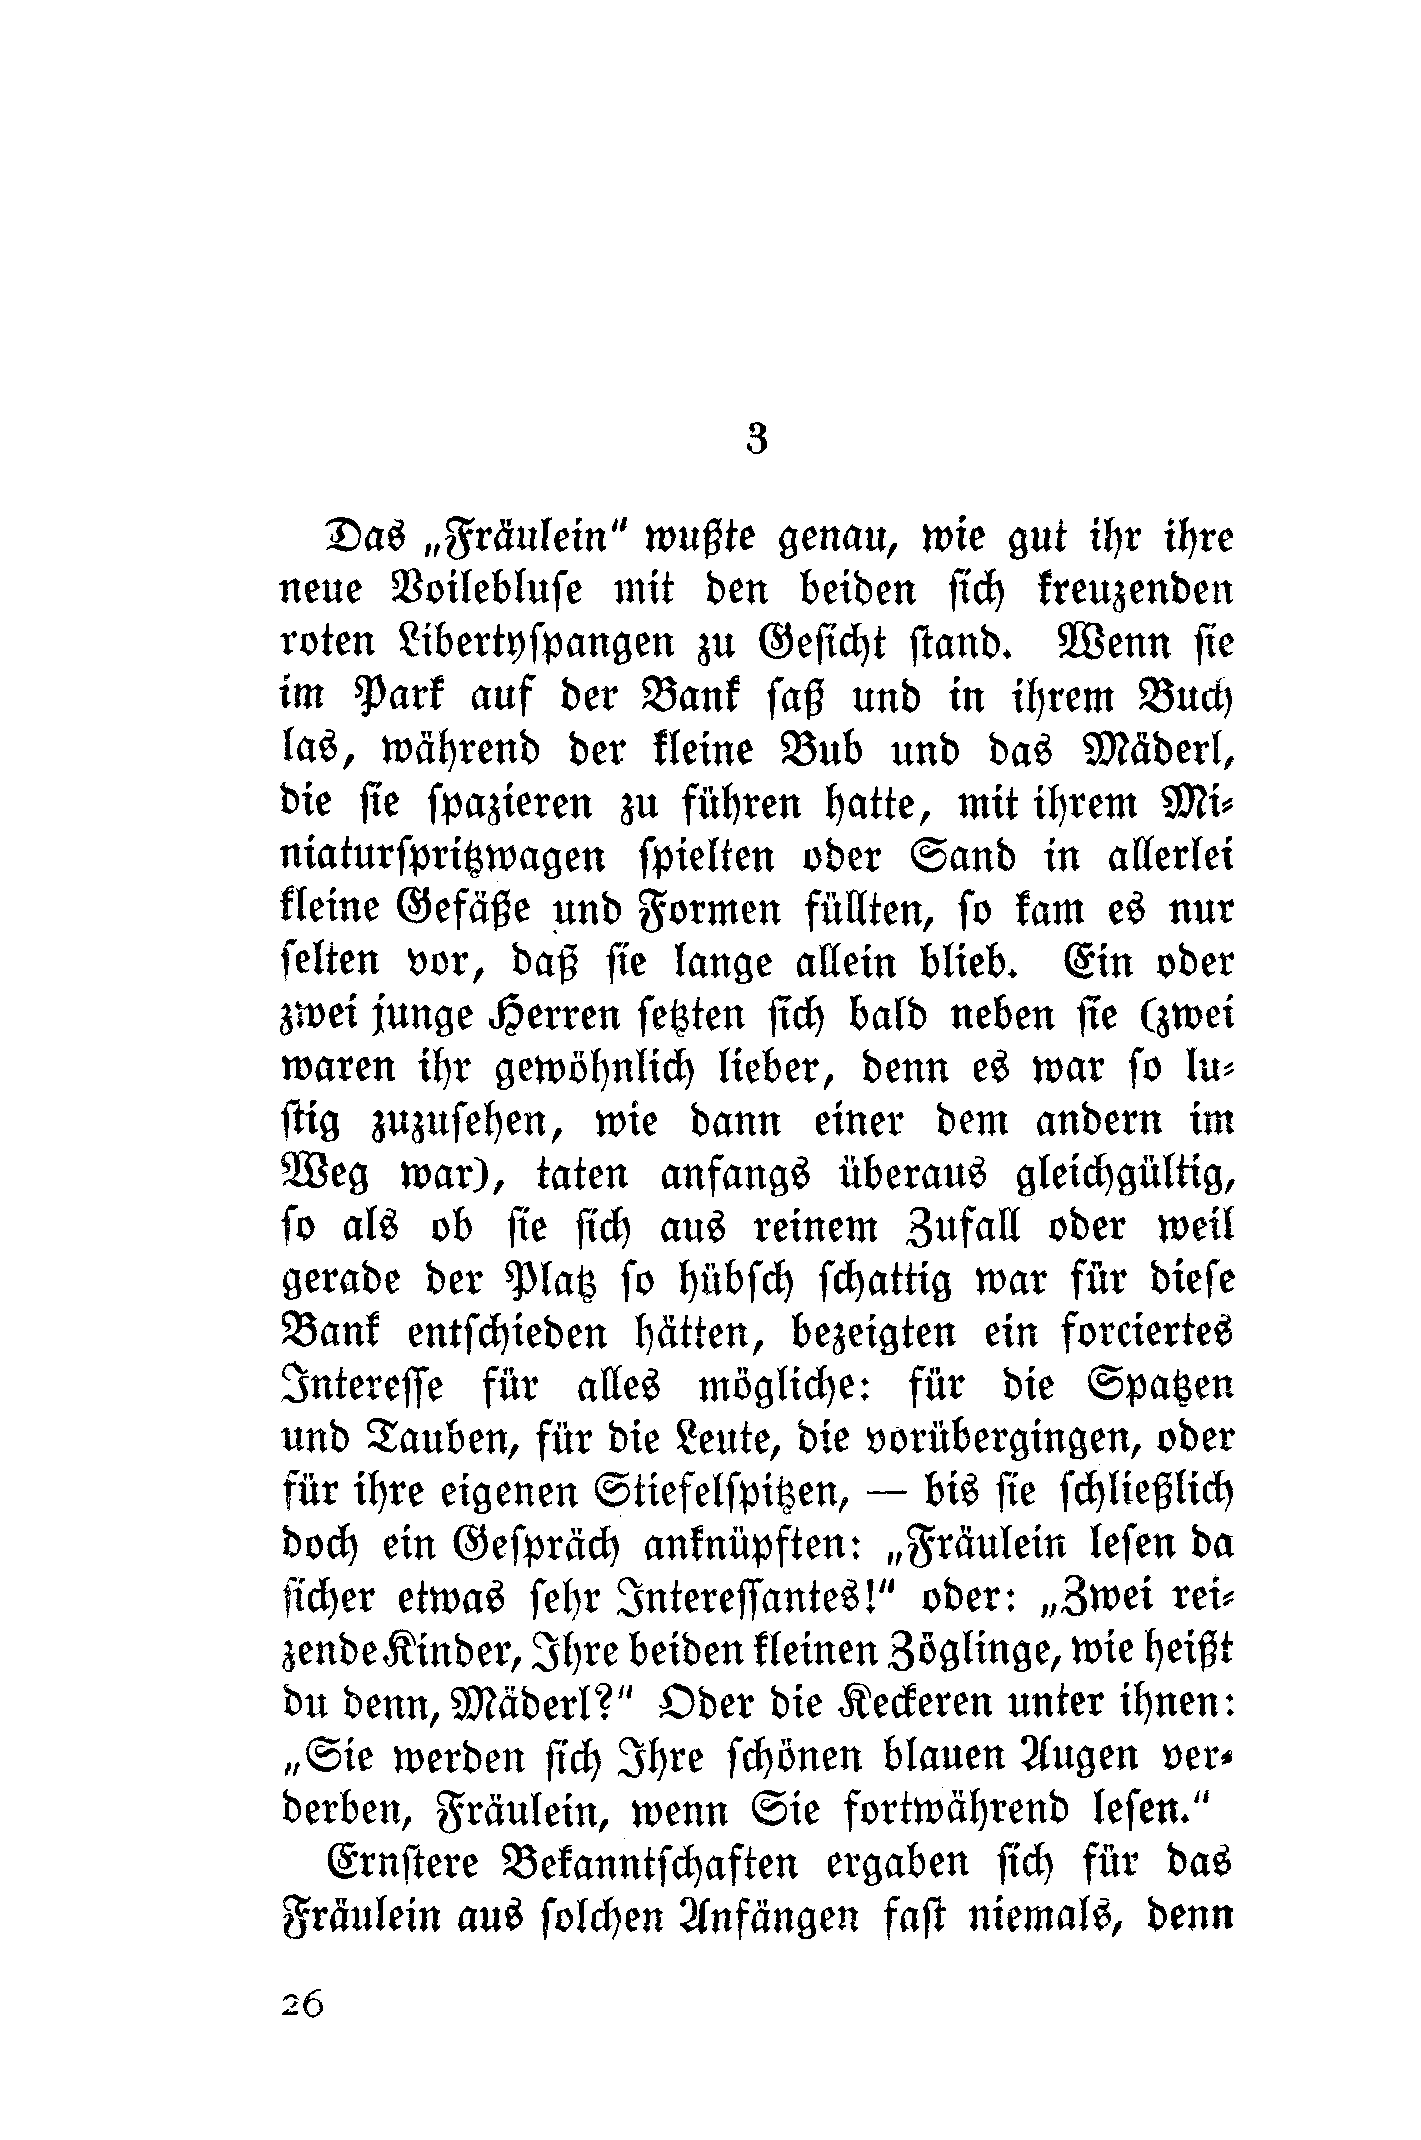 3
Das „Fräulein“ wußte genau, wie gut ihr ihre
neue Voilebluse mit den beiden sich kreuzenden
roten Libertyspangen zu Gesicht stand. Wenn sie
im Park auf der Bank saß und in ihrem Buch
las, während der kleine Bub und das Mäderl,
die sie spazieren zu führen hatte, mit ihrem Mi-
niaturspritzwagen spielten oder Sand in allerlei
kleine Gefäße und Formen füllten, so kam es nur
selten vor, daß sie lange allein blieb. Ein oder
zwei junge Herren setzten sich bald neben sie (zwei
waren ihr gewöhnlich lieber, denn es war so lu-
stig zuzusehen, wie dann einer dem andern im
Weg war), taten anfangs überaus gleichgültig,
so als ob sie sich aus reinem Zufall oder weil
gerade der Platz so hübsch schattig war für diese
Bank entschieden hätten, bezeigten ein forciertes
Interesse für alles mögliche: für die Spatzen
und Tauben, für die Leute, die vorübergingen, oder
für ihre eigenen Stiefelspitzen, — bis sie schließlich
doch ein Gespräch anknüpften: „Fräulein lesen da
sicher etwas sehr Interessantes!“ oder: „Zwei rei-
zende Kinder, Ihre beiden kleinen Zöglinge, wie heißt
du denn, Mäderl?“ Oder die Keckeren unter ihnen:
„Sie werden sich Ihre schönen blauen Augen ver-
derben, Fräulein, wenn Sie fortwährend lesen.“
Ernstere Bekanntschaften ergaben sich für das
Fräulein aus solchen Anfängen fast niemals, denn
26